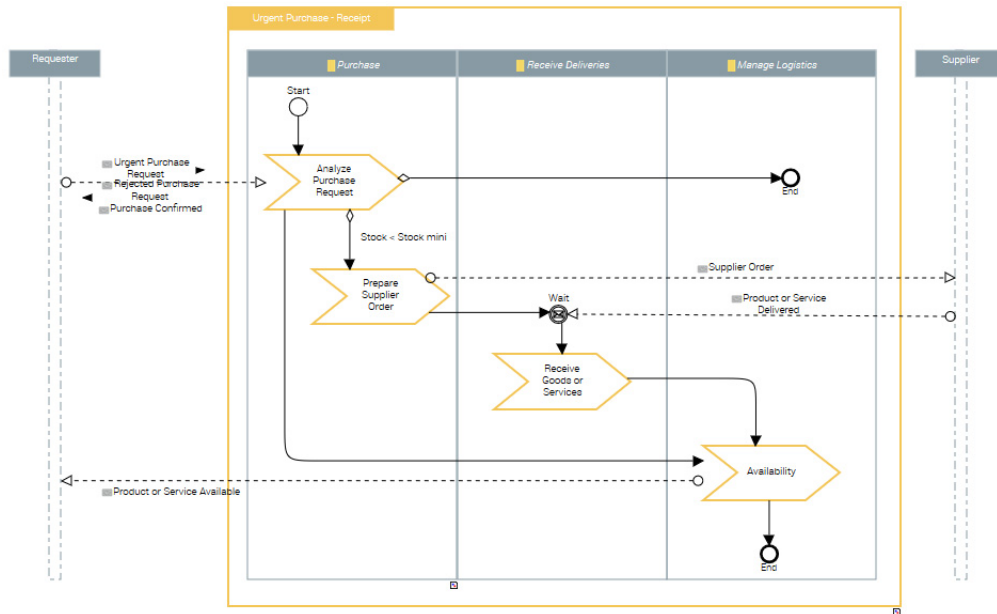 Urgent Purchase - Receipt
Requester
Purchase
Receive Deliveries
Manage Logistics
Supplier
Start
Urgent Purchase
Request
Rejected Purchase
Request
Purchase Confirmed
Analyze
Purchase
Request
End
Stock < Stock mini
Prepare
Supplier
Order
Supplier Order
Wait
Product or Service
Delivered
Receive
Goods or
Services
Availability
Product or Service Available
End